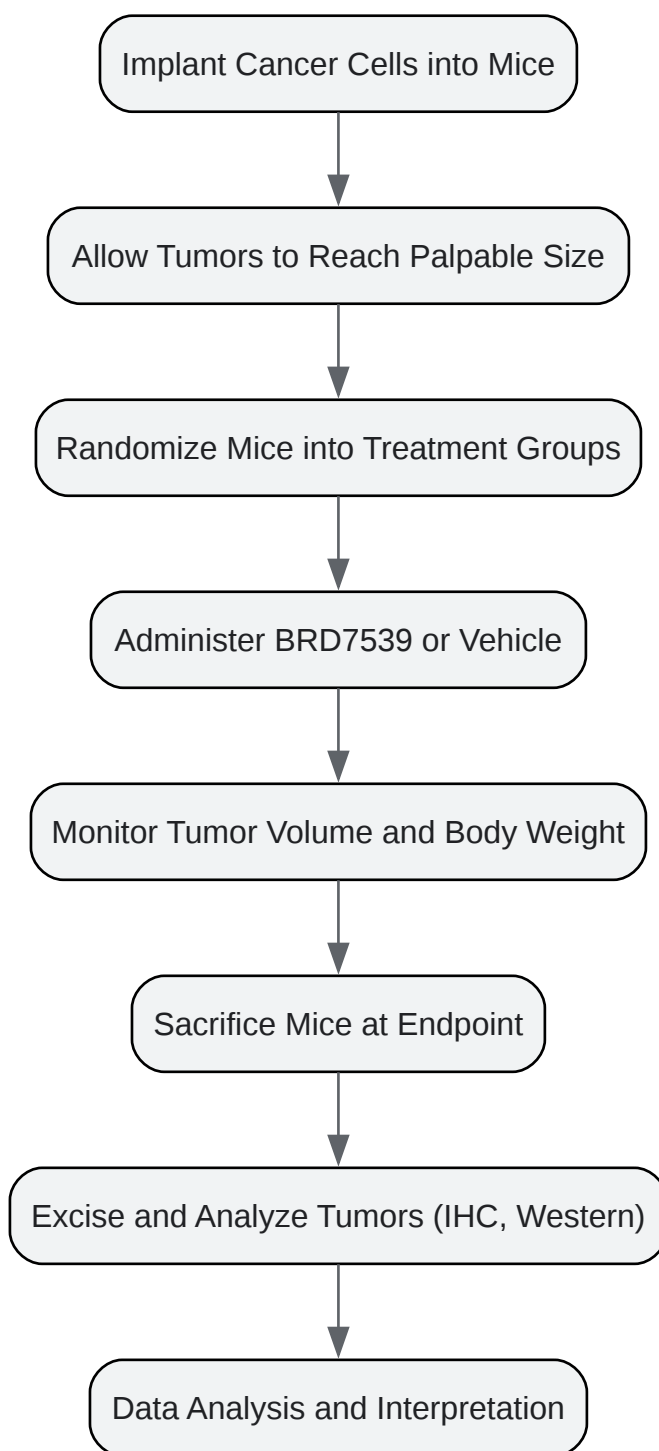 Implant Cancer Cells into Mice
Allow Tumors to Reach Palpable Size
Randomize Mice into Treatment Groups
Administer BRD7539 or Vehicle
Monitor Tumor Volume and Body Weight
Sacrifice Mice at Endpoint
Excise and Analyze Tumors (IHC, Western)
Data Analysis and Interpretation